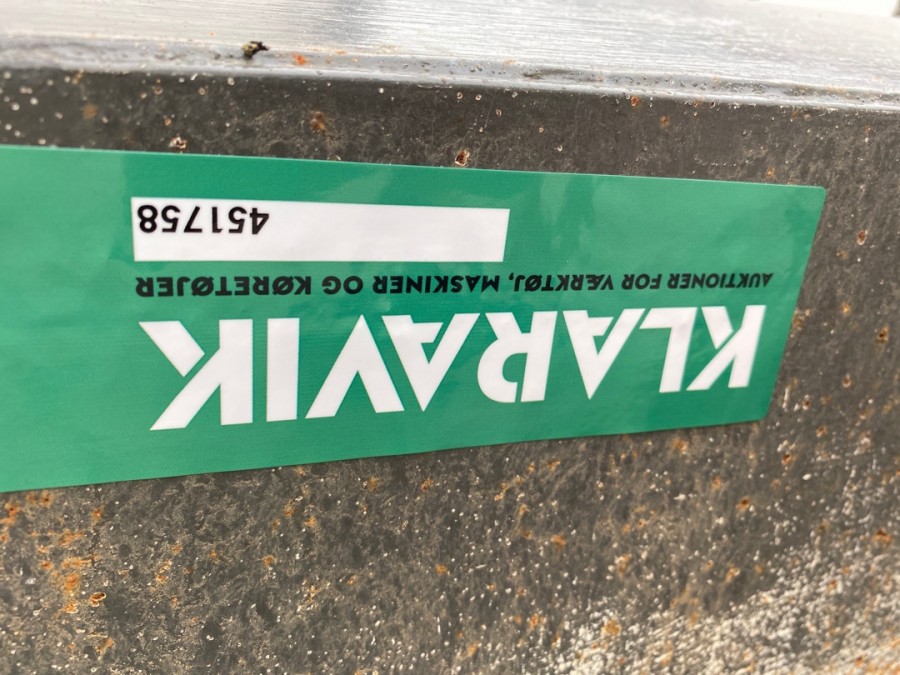 KLARAVIK
AUKTIONER FOR VÆRKTØJ, MASKINER OG KØRETØJER
451758